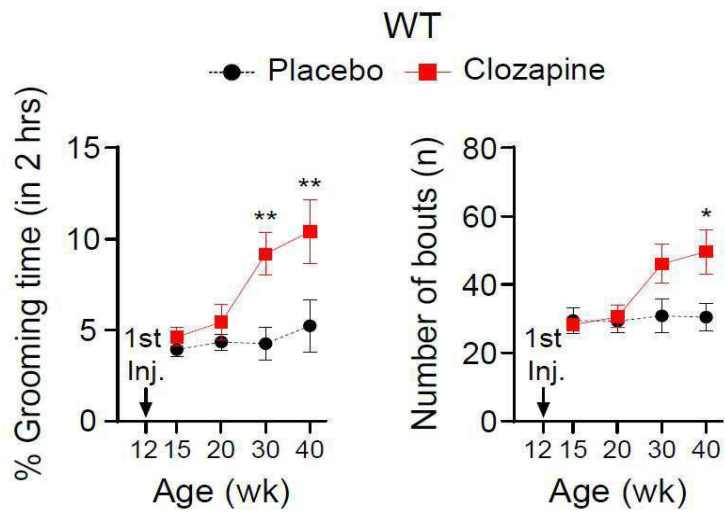 WT
Placebo Clozapine
% Grooming time (in 2 hrs)
15
10
5
0
** **
1st
Inj.
12 15 20 30 40
Age (wk)
Number of bouts (n)
80
60
40
20
0
*
1st
Inj.
12 15 20 30 40
Age (wk)